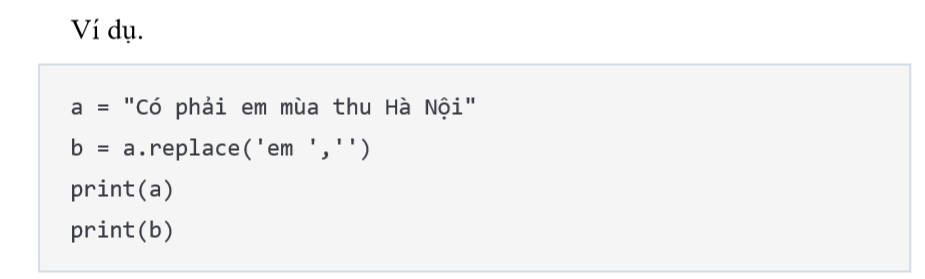 Ví dụ.
a = "Có phải em mùa thu Hà Nội"
b = a.replace('em ','')
print(a)
print(b)